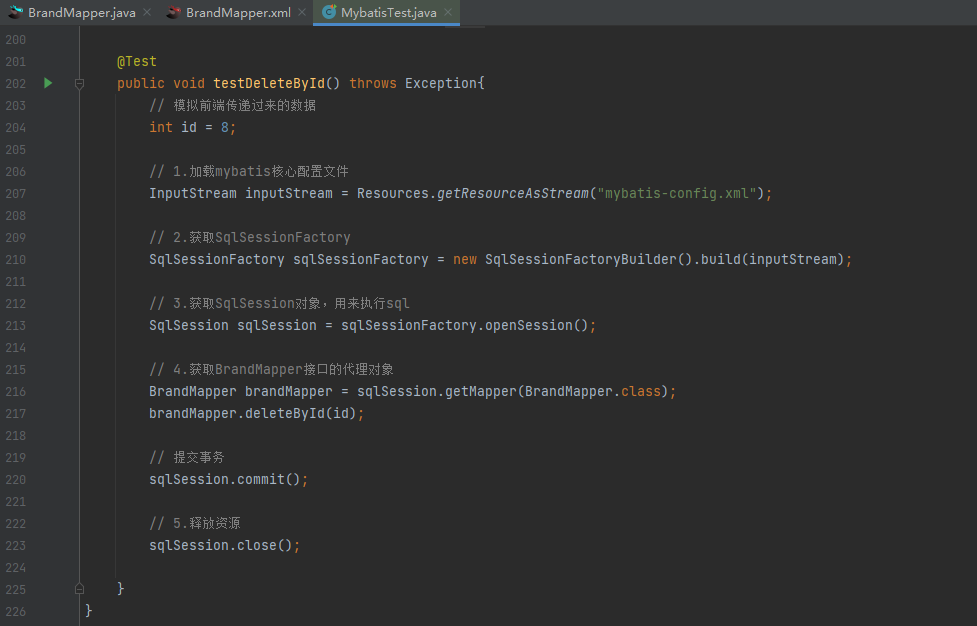 BrandMapper.java BrandMapper.xml MybatisTest.java
200
201 @Test
202 public void testDeleteById() throws Exception{
203 // 模拟前端传递过来的数据
204 int id = 8;
205
206 // 1.加载mybatis核心配置文件
207 InputStream inputStream = Resources.getResourceAsStream("mybatis-config.xml");
208
209 // 2.获取SqlSessionFactory
210 SqlSessionFactory sqlSessionFactory = new SqlSessionFactoryBuilder().build(inputStream);
211
212 // 3.获取SqlSession对象，用来执行sql
213 SqlSession sqlSession = sqlSessionFactory.openSession();
214
215 // 4.获取BrandMapper接口的代理对象
216 BrandMapper brandMapper = sqlSession.getMapper(BrandMapper.class);
217 brandMapper.deleteById(id);
218
219 // 提交事务
220 sqlSession.commit();
221
222 // 5.释放资源
223 sqlSession.close();
224
225 }
226 }